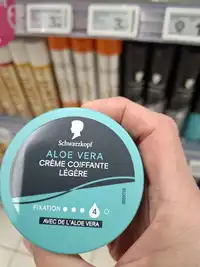 Schwarzkopf
ALOE VERA
CRÈME COIFFANTE
LÉGÈRE
FIXATION 4
AVEC DE L'ALOE VERA